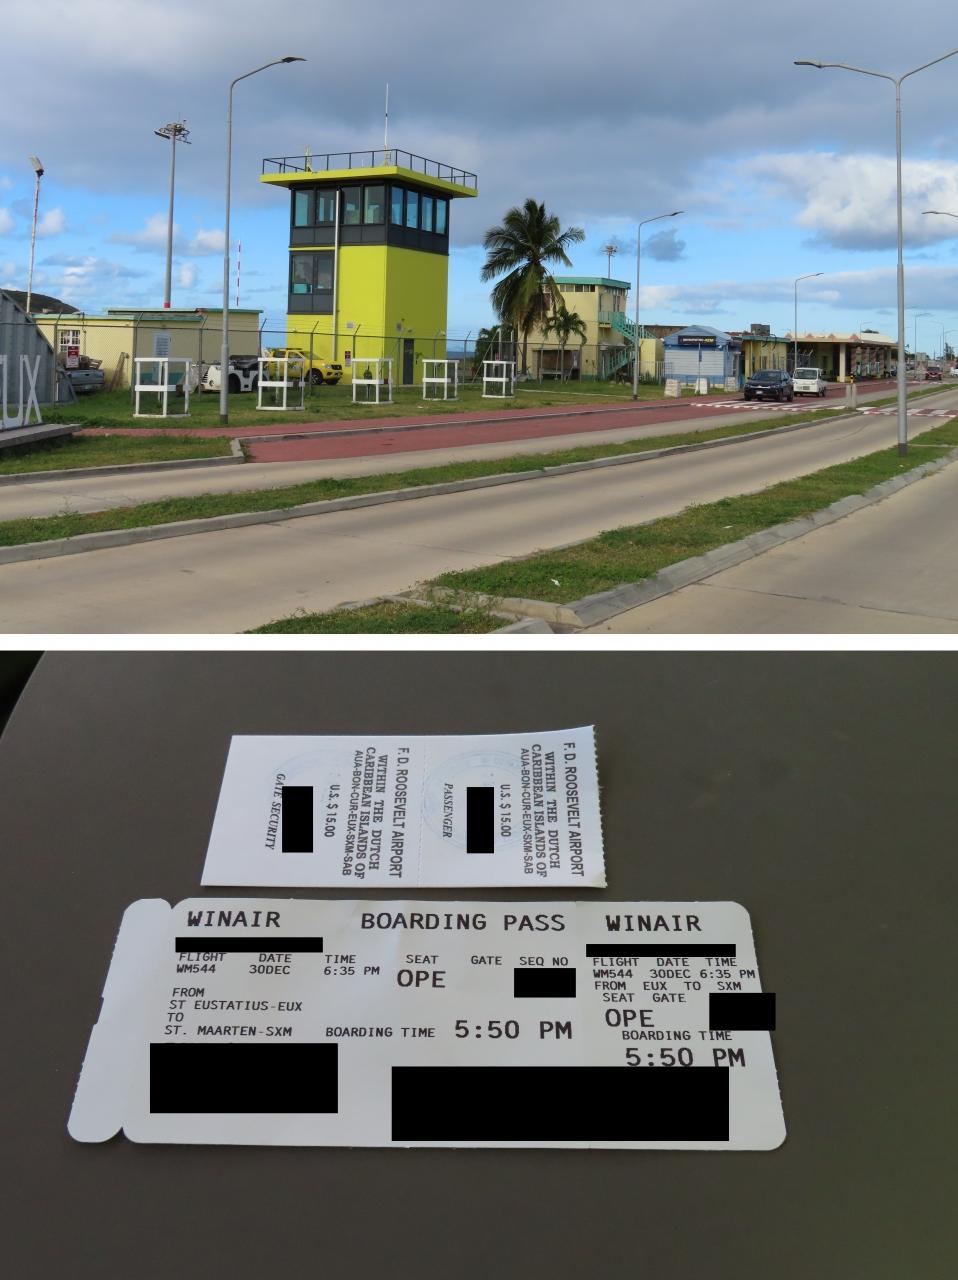 UX
F.D. ROOSEVELT AIRPORT
WITHIN THE DUTCH
CARIBBEAN ISLANDS OF
AUA-BON-CUR-EUX-SXM-SAB
U.S. $ 15.00
PASSENGER
F.D. ROOSEVELT AIRPORT
WITHIN THE DUTCH
CARIBBEAN ISLANDS OF
AUA-BON-CUR-EUX-SXM-SAB
U.S. $ 15.00
GATE SECURITY
WINAIR BOARDING PASS
FLIGHT DATE TIME SEAT GATE SEQ NO
WM544 30DEC 6:35 PM OPE
FROM
ST EUSTATIUS-EUX
TO
ST. MAARTEN-SXM BOARDING TIME 5:50 PM
WINAIR
FLIGHT DATE TIME
WM544 30DEC 6:35 PM
FROM EUX TO SXM
SEAT GATE
OPE
BOARDING TIME
5:50 PM